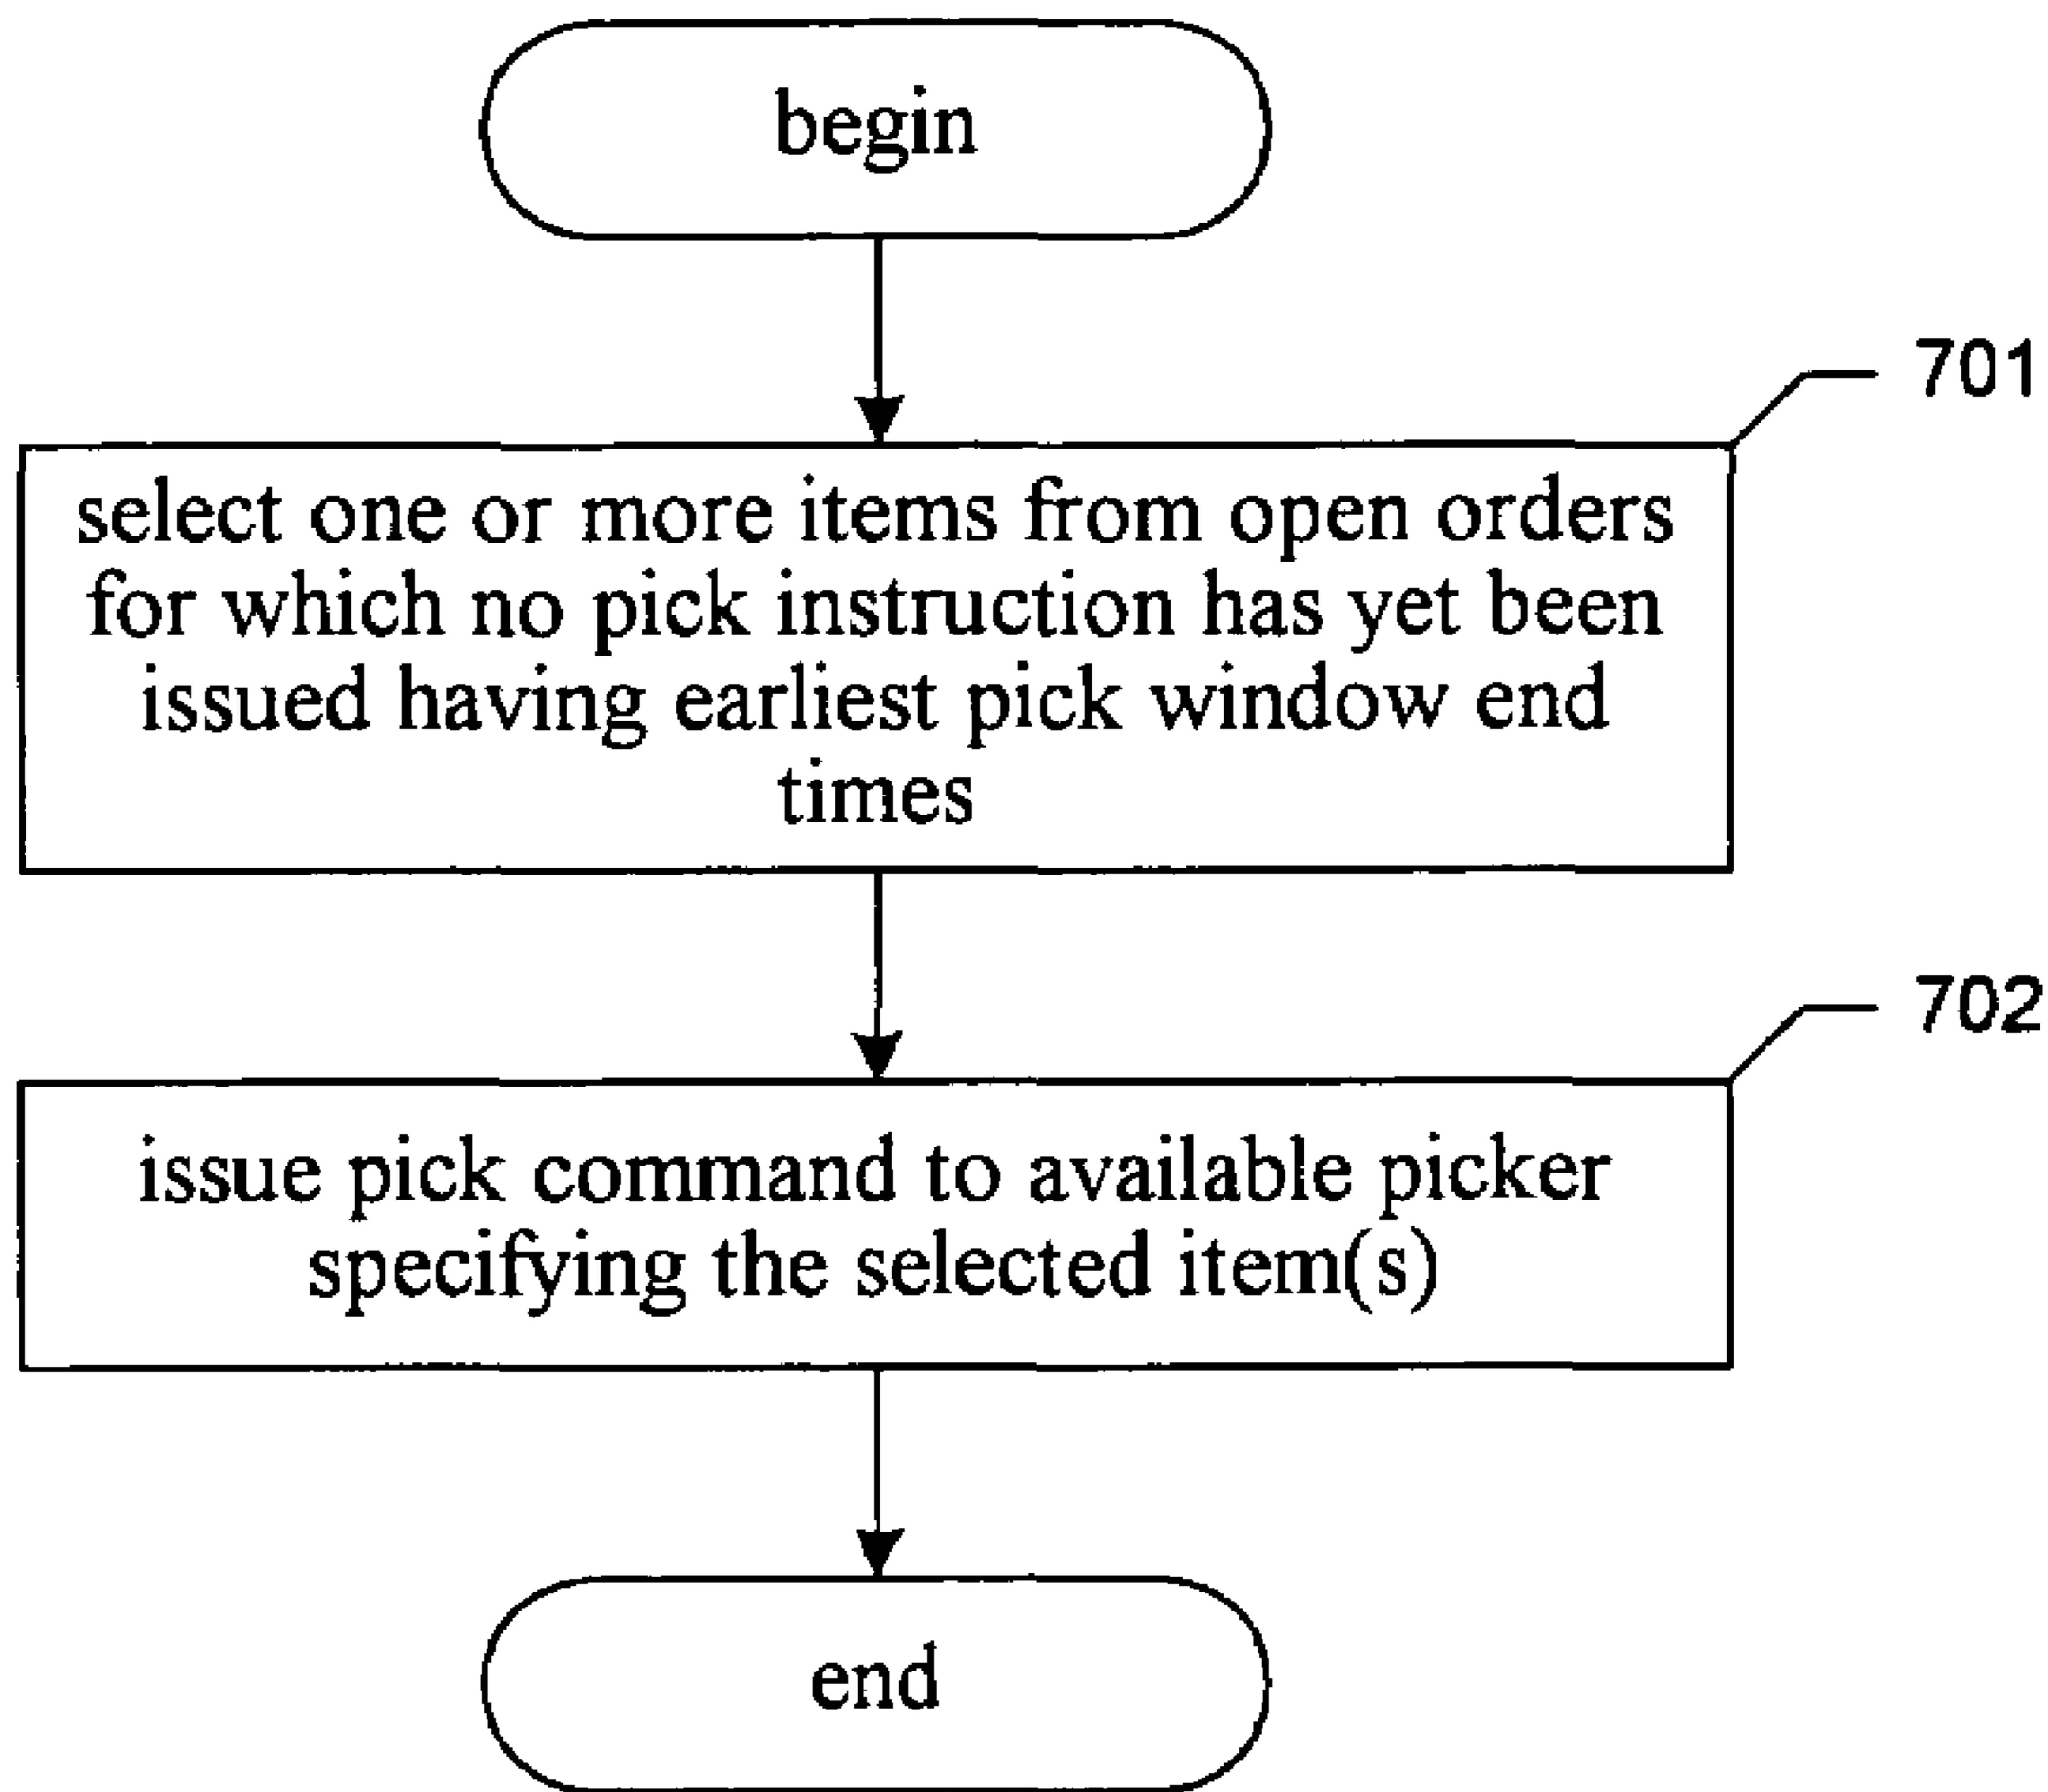 begin
701
select one or more items from open orders
for which no pick instruction has yet been
issued having earliest pick window end
times
702
issue pick command to available picker
specifying the selected item(s)
end